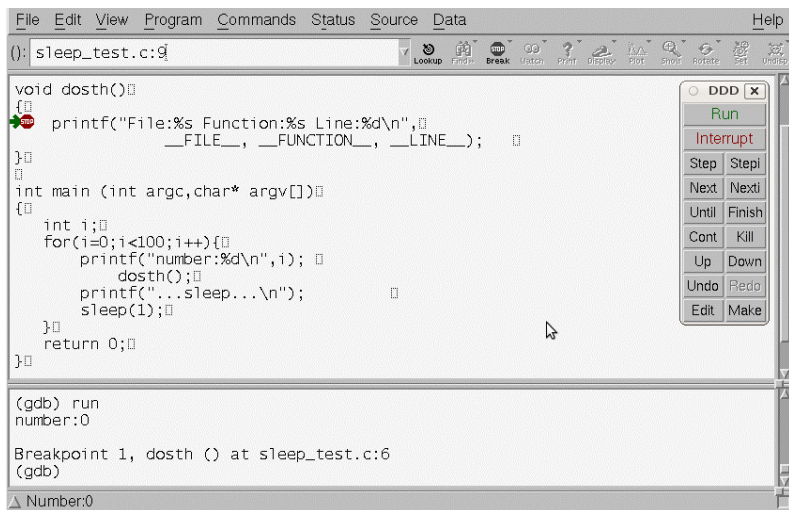 File Edit View Program Commands Status Source Data Help
(): sleep_test.c:9
Lookup Find» Break Watch Print Display Plot Show Rotate Set Undisp
void dosth()
{
printf("File:%s Function:%s Line:%d\n",
__FILE__, __FUNCTION__, __LINE__);
}
int main (int argc,char* argv[])
{
int i;
for(i=0;i<100;i++){
printf("number:%d\n",i);
dosth();
printf("...sleep...\n");
sleep(1);
}
return 0;
}
DDD
Run
Interrupt
Step Stepi
Next Nexti
Until Finish
Cont Kill
Up Down
Undo Redo
Edit Make
(gdb) run
number:0
Breakpoint 1, dosth () at sleep_test.c:6
(gdb)
Number:0